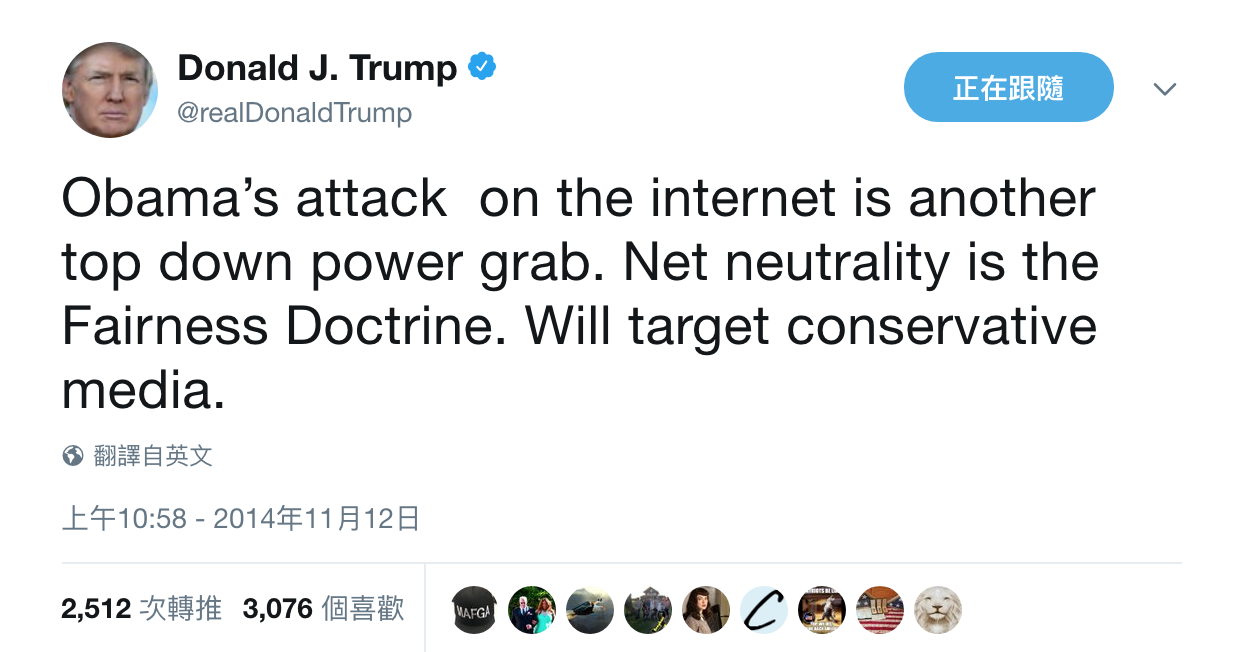 Donald J. Trump
@realDonaldTrump
正在跟隨
Obama’s attack  on the internet is another
top down power grab. Net neutrality is the
Fairness Doctrine. Will target conservative
media.
翻譯自英文
上午10:58 - 2014年11月12日
2,512 次轉推 3,076 個喜歡
MAFGA